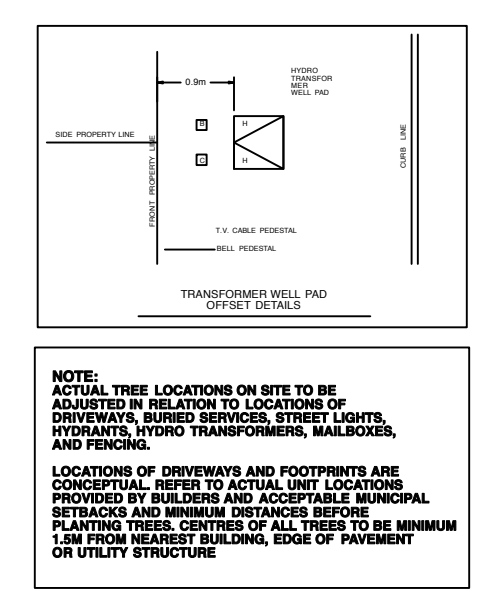 HYDRO
TRANSFOR
MER
WELL PAD
0.9m
B
H
SIDE PROPERTY LINE
FRONT PROPERTY LINE
CURB LINE
C
H
T.V. CABLE PEDESTAL
BELL PEDESTAL
TRANSFORMER WELL PAD
OFFSET DETAILS
NOTE:
ACTUAL TREE LOCATIONS ON SITE TO BE
ADJUSTED IN RELATION TO LOCATIONS OF
DRIVEWAYS, BURIED SERVICES, STREET LIGHTS,
HYDRANTS, HYDRO TRANSFORMERS, MAILBOXES,
AND FENCING.
LOCATIONS OF DRIVEWAYS AND FOOTPRINTS ARE
CONCEPTUAL. REFER TO ACTUAL UNIT LOCATIONS
PROVIDED BY BUILDERS AND ACCEPTABLE MUNICIPAL
SETBACKS AND MINIMUM DISTANCES BEFORE
PLANTING TREES. CENTRES OF ALL TREES TO BE MINIMUM
1.5M FROM NEAREST BUILDING, EDGE OF PAVEMENT
OR UTILITY STRUCTURE